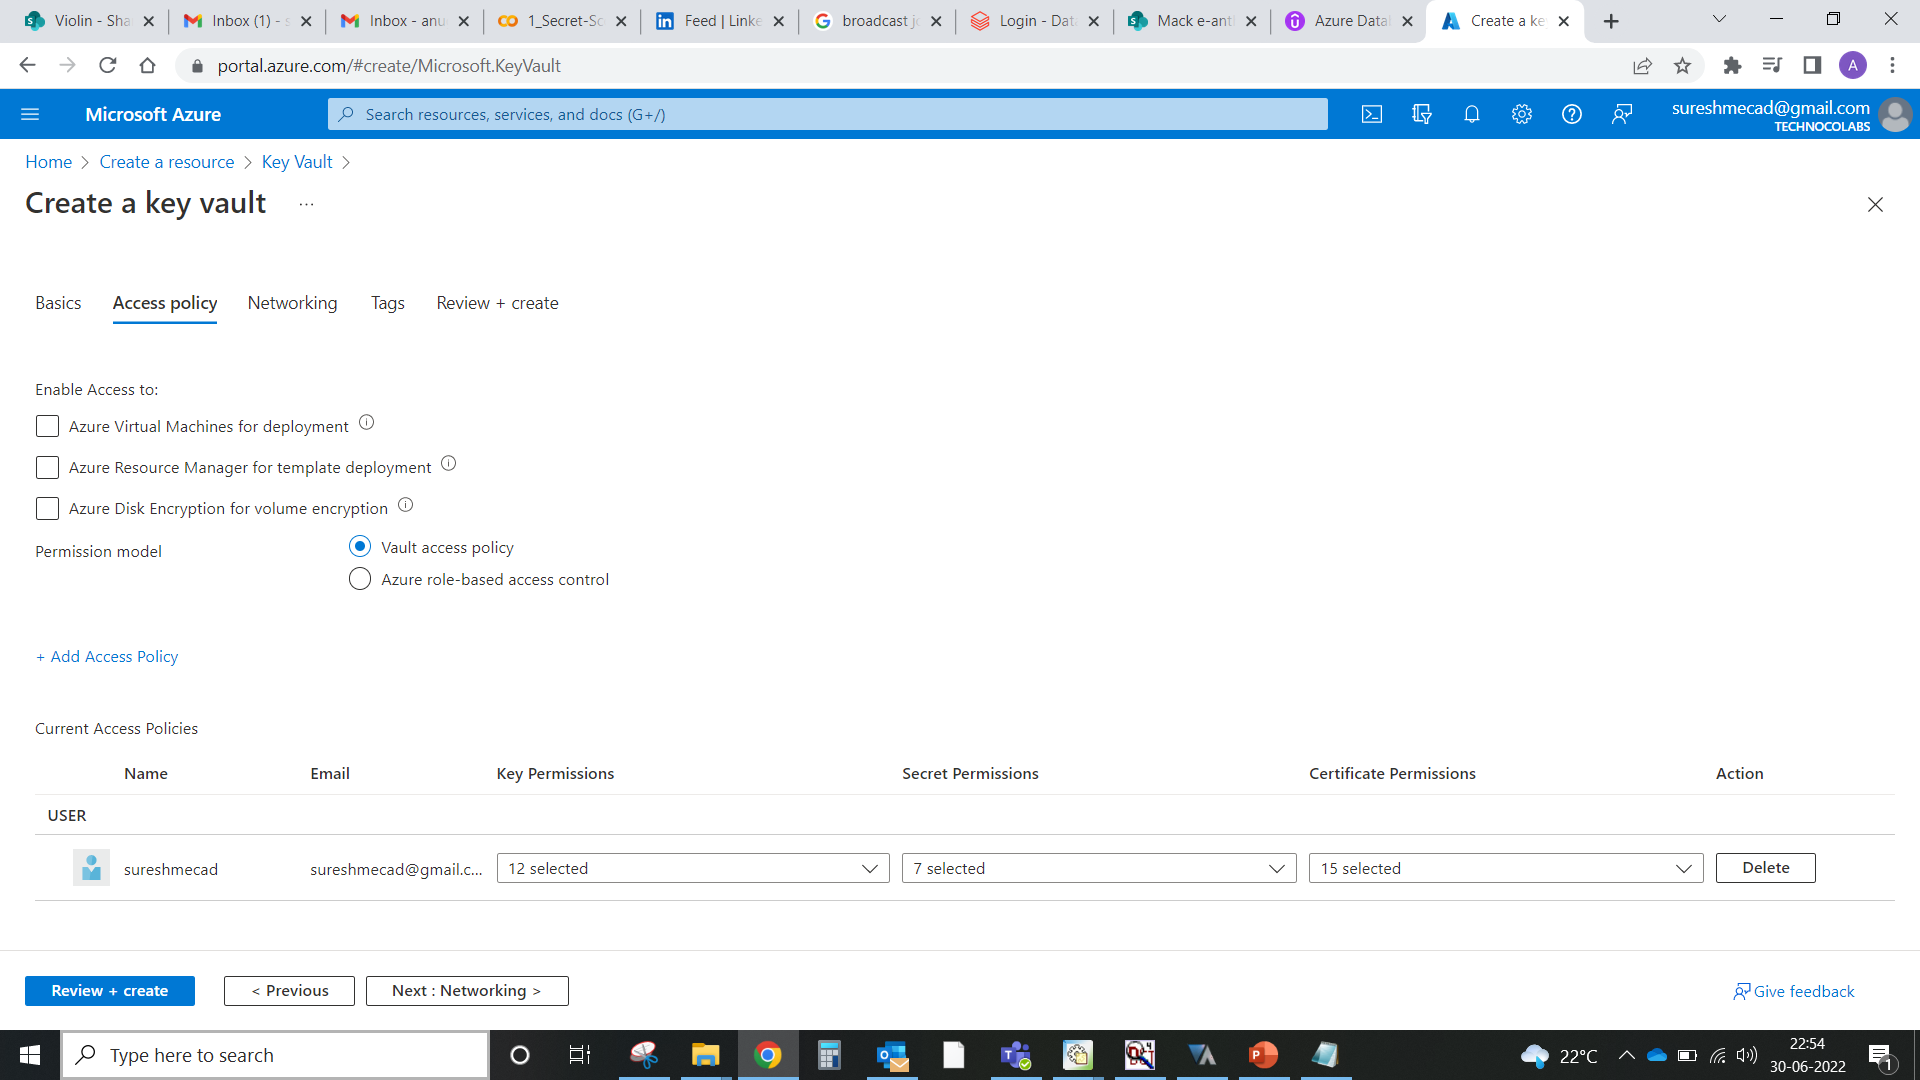 Violin - Sha
Inbox (1) - s
Inbox - anu
1_Secret-Sc
Feed | Linke
broadcast jo
Login - Data
Mack e-anth
Azure Datab
Create a key
portal.azure.com/#create/Microsoft.KeyVault
A
Microsoft Azure
Search resources, services, and docs (G+/)
sureshmecad@gmail.com
TECHNOCOLABS
Home > Create a resource > Key Vault >
Create a key vault ...
Basics
Access policy
Networking
Tags
Review + create
Enable Access to:
Azure Virtual Machines for deployment
Azure Resource Manager for template deployment
Azure Disk Encryption for volume encryption
Permission model
Vault access policy
Azure role-based access control
+ Add Access Policy
Current Access Policies
Name Email Key Permissions Secret Permissions Certificate Permissions Action
USER
sureshmecad sureshmecad@gmail.c... 12 selected 7 selected 15 selected Delete
Review + create
< Previous
Next : Networking >
Give feedback
Type here to search
22°C
22:54
30-06-2022
1